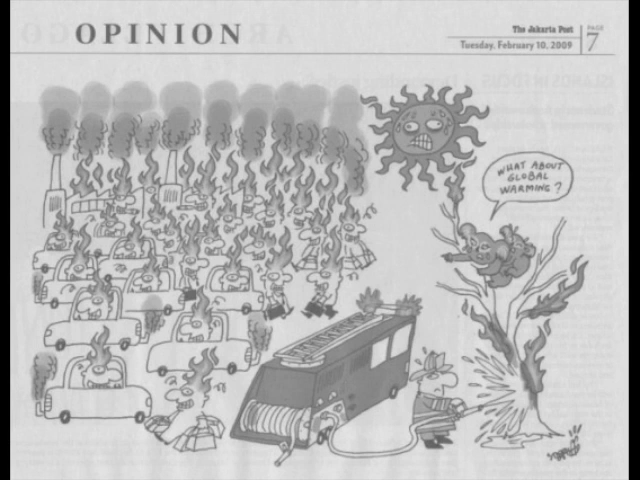 OPINION
The Jakarta Post
PAGE
7
Tuesday, February 10, 2009
WHAT ABOUT
GLOBAL
WARMING?